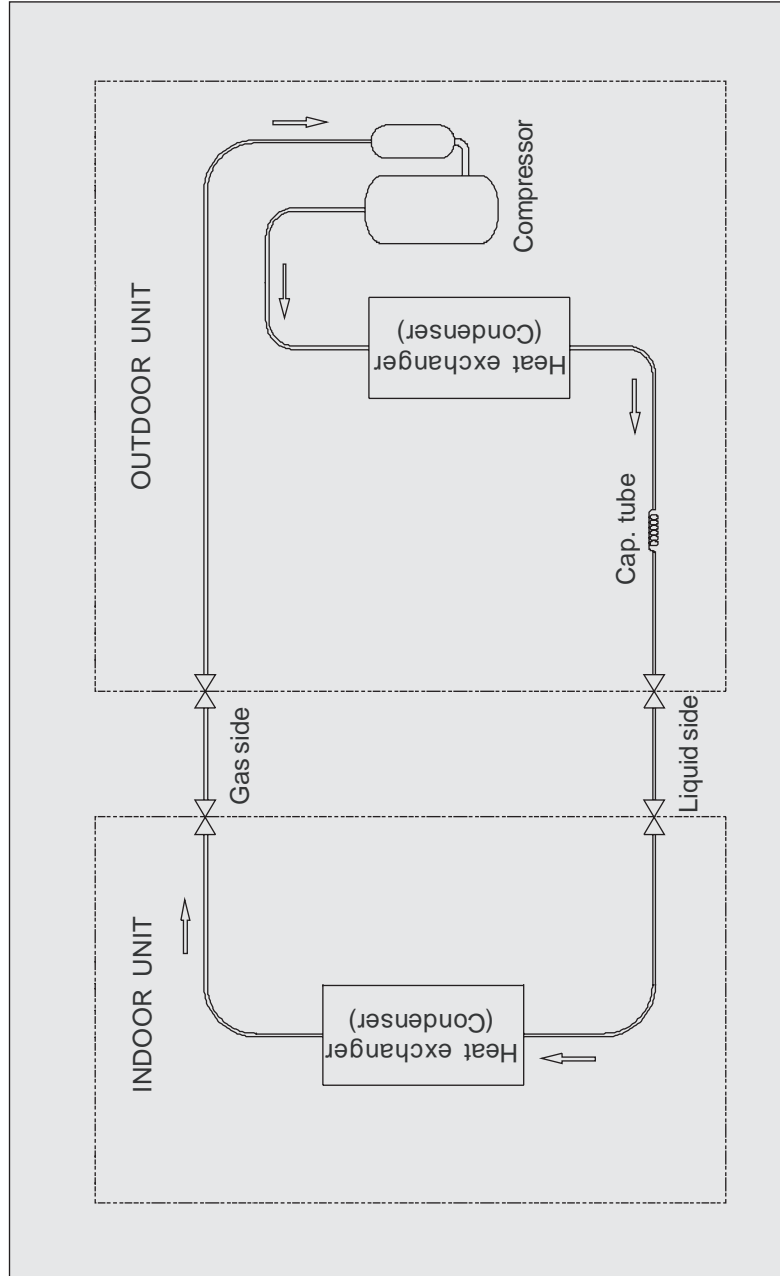 INDOOR UNIT
OUTDOOR UNIT
Gas side
Liquid side
Heat exchanger
(Condenser)
Heat exchanger
(Condenser)
Compressor
Cap. tube